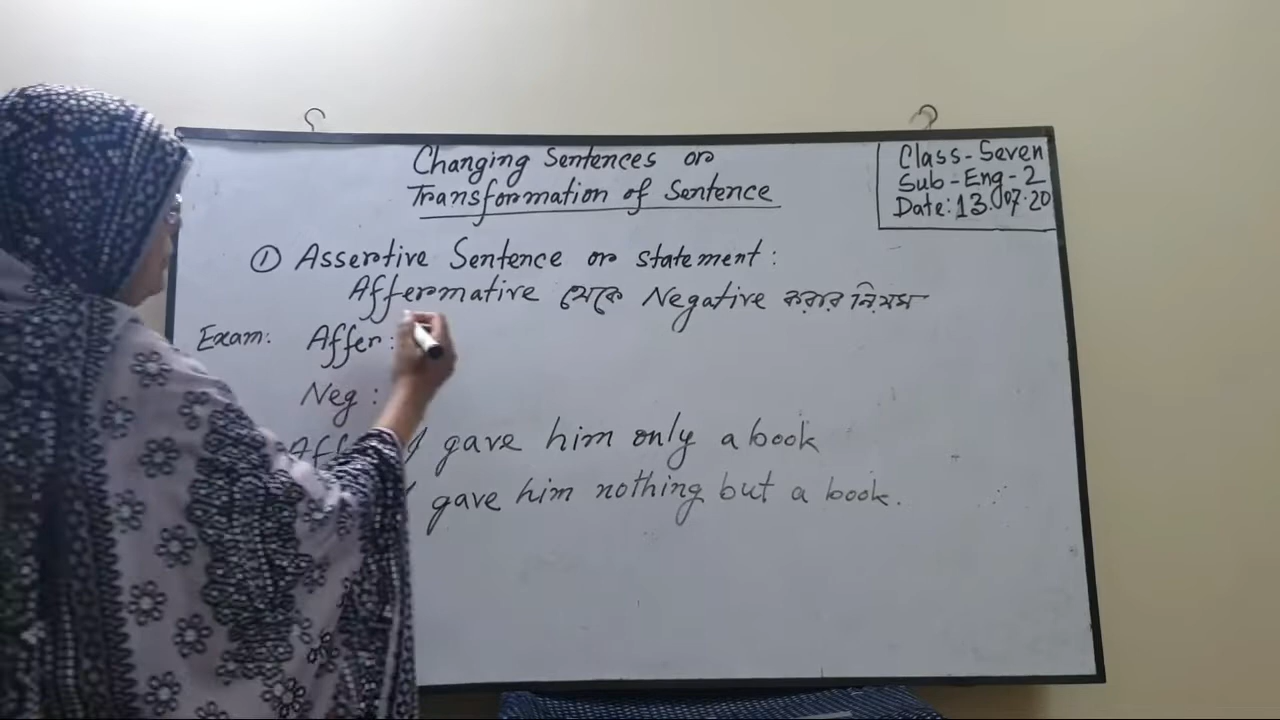 Changing Sentences or
Transformation of Sentence
Class-Seven
Sub-Eng-2
Date: 13.07.20
① Assertive Sentence or statement:
Affermative থেকে Negative করার নিয়ম
Exam: Affer:
Neg:
Aff I gave him only a book
gave him nothing but a book.